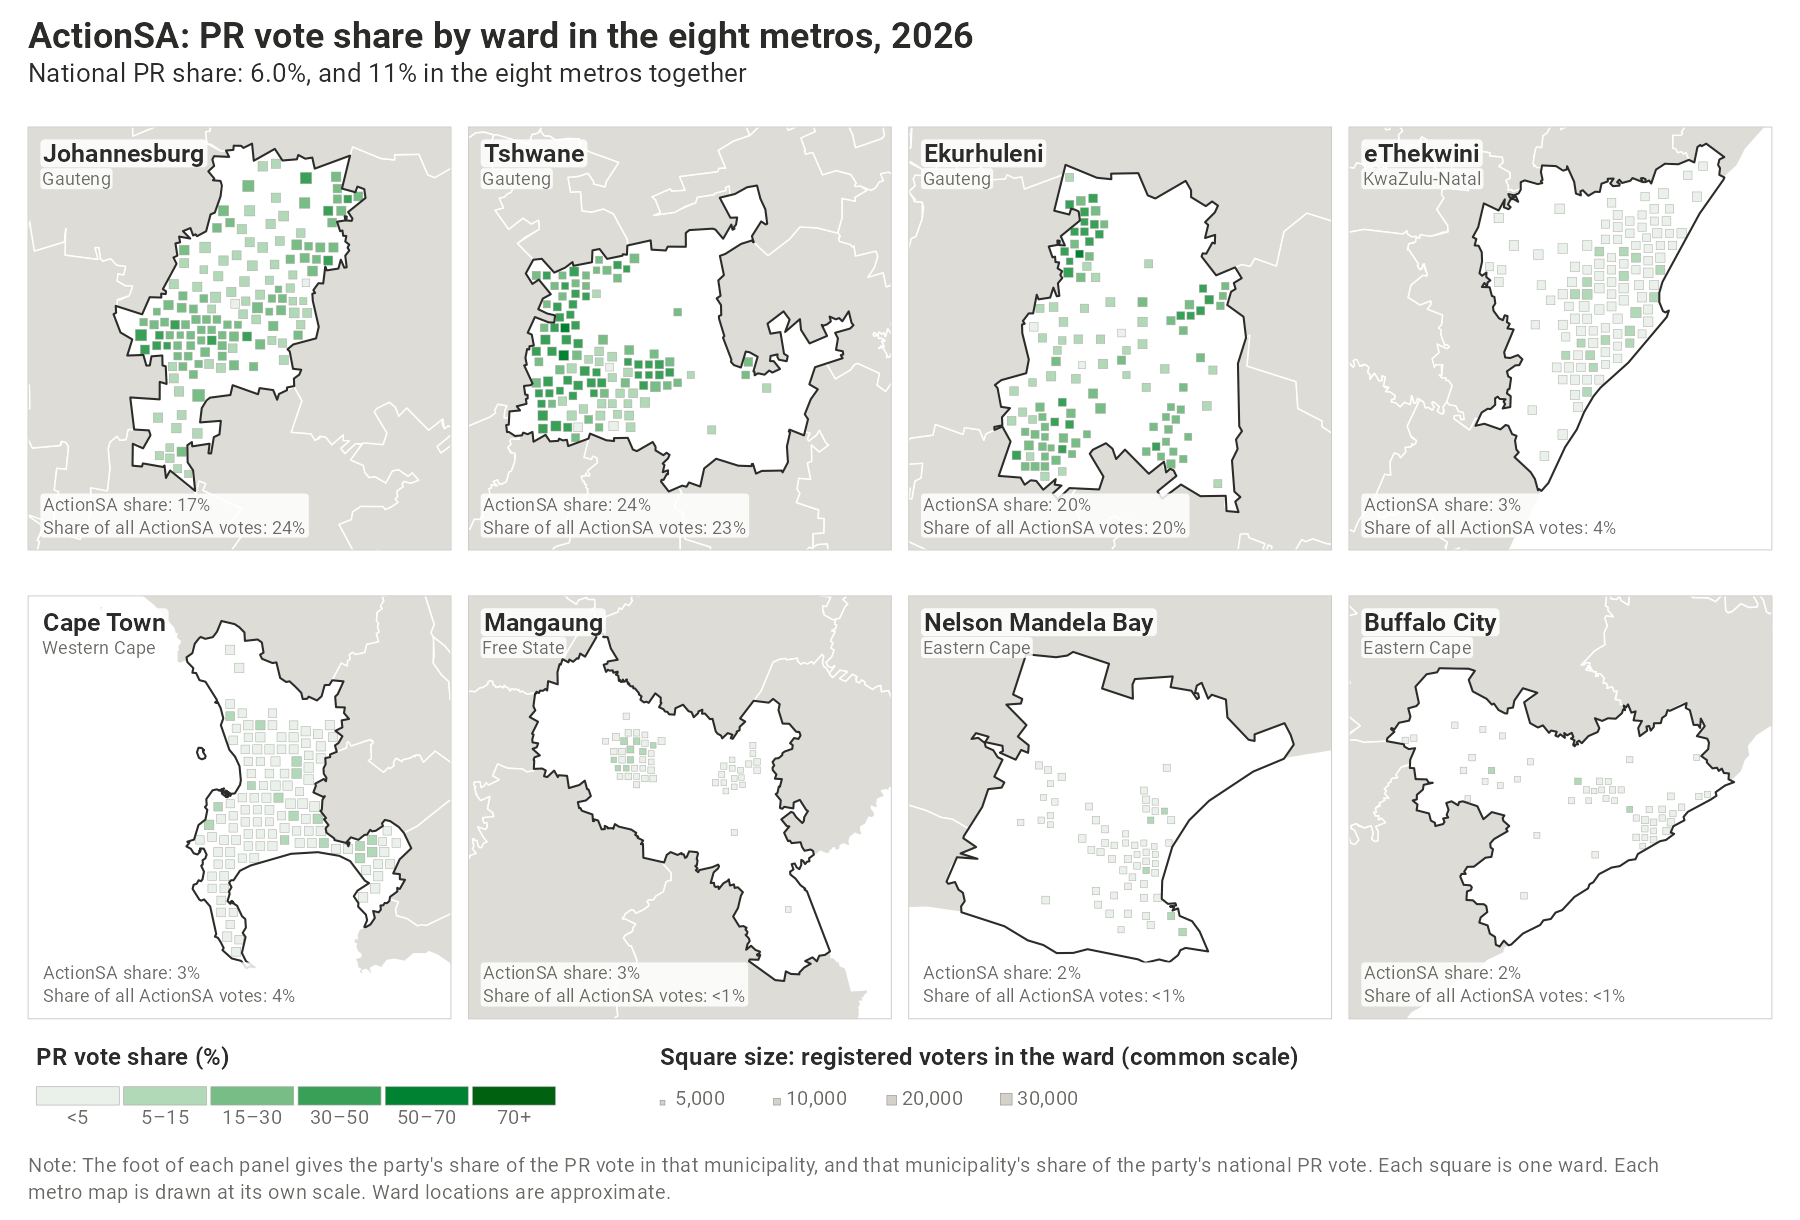 ActionSA: PR vote share by ward in the eight metros, 2026
National PR share: 6.0%, and 11% in the eight metros together
Johannesburg
Gauteng
ActionSA share: 17%
Share of all ActionSA votes: 24%
Tshwane
Gauteng
ActionSA share: 24%
Share of all ActionSA votes: 23%
Ekurhuleni
Gauteng
ActionSA share: 20%
Share of all ActionSA votes: 20%
eThekwini
KwaZulu-Natal
ActionSA share: 3%
Share of all ActionSA votes: 4%
Cape Town
Western Cape
ActionSA share: 3%
Share of all ActionSA votes: 4%
Mangaung
Free State
ActionSA share: 3%
Share of all ActionSA votes: <1%
Nelson Mandela Bay
Eastern Cape
ActionSA share: 2%
Share of all ActionSA votes: <1%
Buffalo City
Eastern Cape
ActionSA share: 2%
Share of all ActionSA votes: <1%
PR vote share (%)
<5 5–15 15–30 30–50 50–70 70+
Square size: registered voters in the ward (common scale)
5,000 10,000 20,000 30,000
Note: The foot of each panel gives the party's share of the PR vote in that municipality, and that municipality's share of the party's national PR vote. Each square is one ward. Each
metro map is drawn at its own scale. Ward locations are approximate.